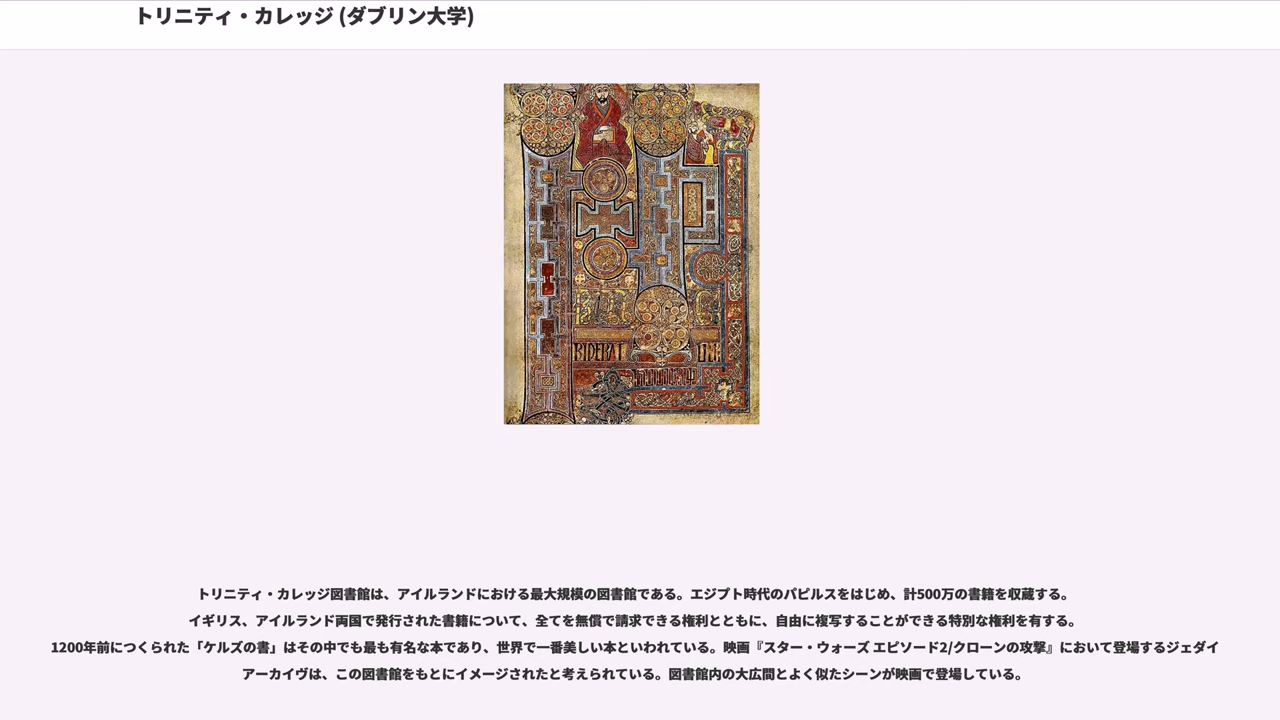 トリニティ・カレッジ (ダブリン大学)
トリニティ・カレッジ図書館は、アイルランドにおける最大規模の図書館である。エジプト時代のパピルスをはじめ、計500万の書籍を収蔵する。
イギリス、アイルランド両国で発行された書籍について、全てを無償で請求できる権利とともに、自由に複写することができる特別な権利を有する。
1200年前につくられた「ケルズの書」はその中でも最も有名な本であり、世界で一番美しい本といわれている。映画『スター・ウォーズ エピソード2/クローンの攻撃』において登場するジェダイ
アーカイヴは、この図書館をもとにイメージされたと考えられている。図書館内の大広間とよく似たシーンが映画で登場している。